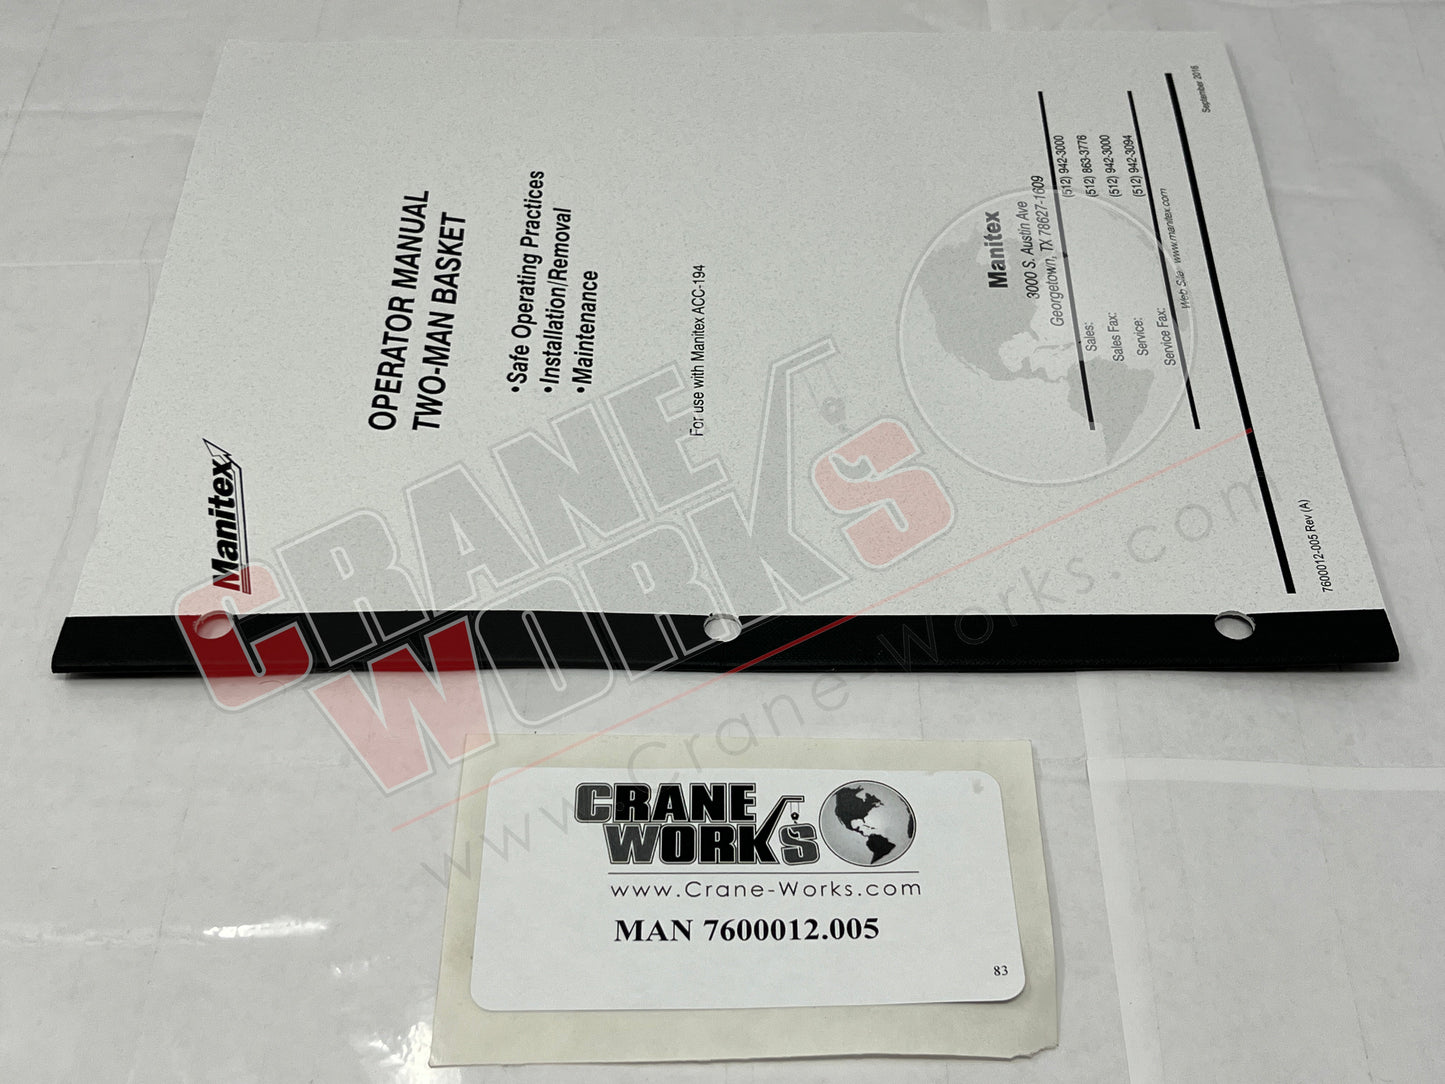 Manitex
OPERATOR MANUAL
TWO-MAN BASKET
•Safe Operating Practices
•Installation/Removal
•Maintenance
For use with Manitex ACC-194
Manitex
3000 S. Austin Ave
Georgetown, TX 78627-1609
Sales: (512) 942-3000
Sales Fax: (512) 863-3776
Service: (512) 942-3000
Service Fax: (512) 942-3094
Web Site: www.manitex.com
September 2016
7600012-005 Rev (A)
CRANE
WORKS
www.Crane-Works.com
CRANE
WORKS
www.Crane-Works.com
MAN 7600012.005
83